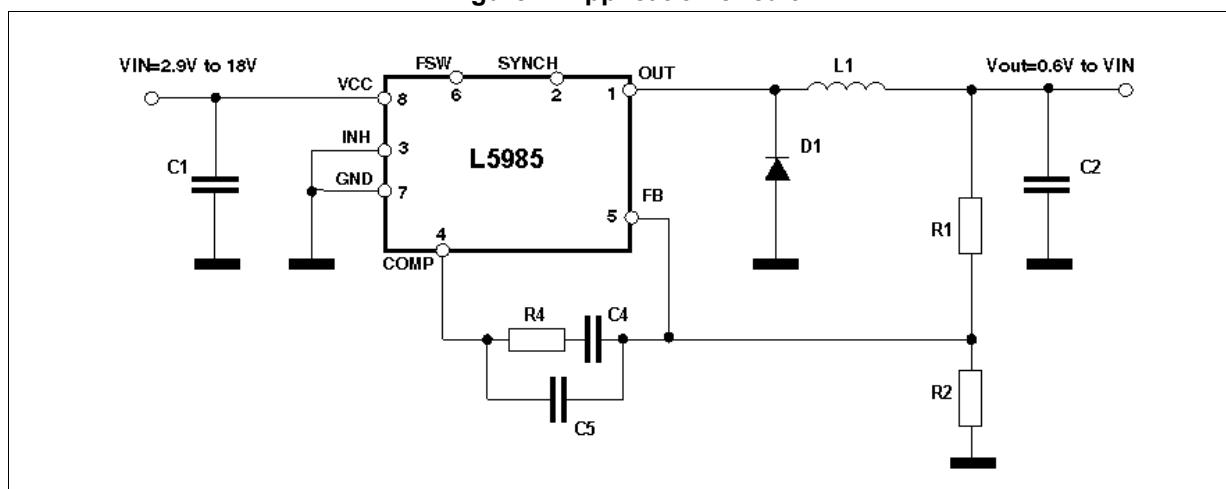 VIN=2.9V to 18V
FSW
SYNCH
OUT
L1
Vout=0.6V to VIN
VCC
8
6
2
1
INH
3
L5985
D1
C1
GND
7
FB
5
C2
R1
4
COMP
R4
C4
R2
C5